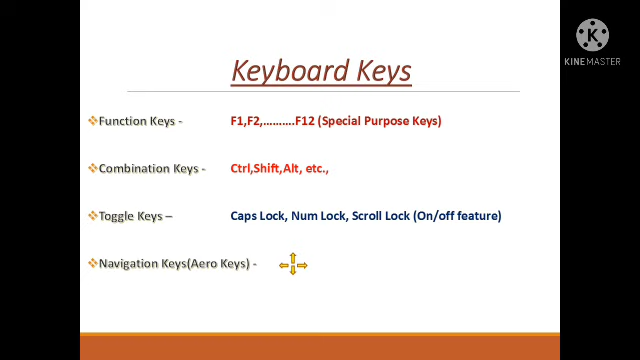 K
KINEMASTER
Keyboard Keys
❖Function Keys - F1,F2,……….F12 (Special Purpose Keys)
❖Combination Keys - Ctrl,Shift,Alt, etc.,
❖Toggle Keys – Caps Lock, Num Lock, Scroll Lock (On/off feature)
❖Navigation Keys(Aero Keys) -